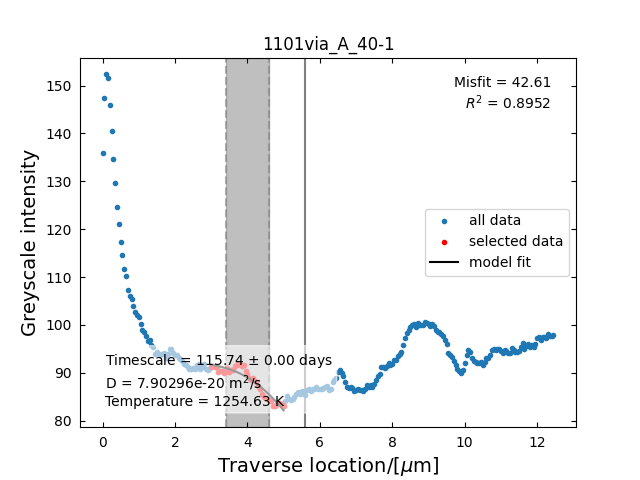 1101via_A_40-1
Misfit = 42.61
R² = 0.8952
Greyscale intensity
150
140
130
120
110
100
90
80
all data
selected data
model fit
Timescale = 115.74 ± 0.00 days
D = 7.90296e-20 m²/s
Temperature = 1254.63 K
0 2 4 6 8 10 12
Traverse location/[μm]